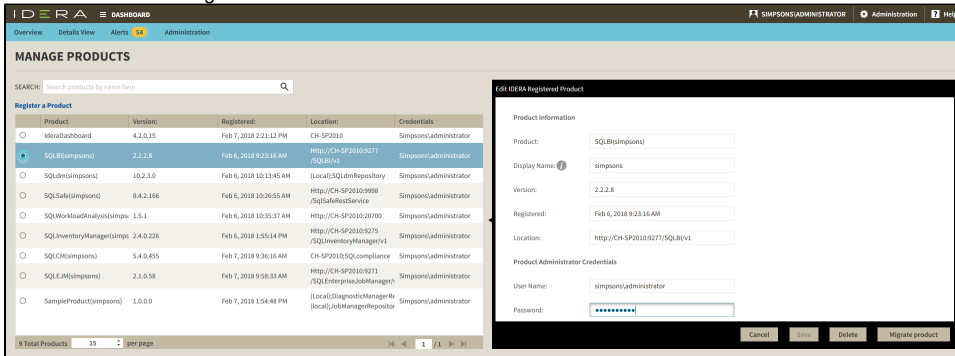 IDERA ≡ DASHBOARD
SIMPSONS\ADMINISTRATOR Administration ? Help
Overview Details View Alerts 54 Administration
MANAGE PRODUCTS
SEARCH: Search products by name here
Register a Product
Product Version: Registered: Location: Credentials
IderaDashboard 4.2.0.15 Feb 7, 2018 2:21:12 PM CH-SP2010 Simpsons\administrator
SQLBI(simpsons) 2.2.2.8 Feb 6, 2018 9:23:16 AM Http://CH-SP2010:9277
/SQLBI/v1 Simpsons\administrator
SQLdm(simpsons) 10.2.3.0 Feb 6, 2018 10:13:45 AM (Local);SQLdmRepository Simpsons\administrator
SQLSafe(simpsons) 8.4.2.166 Feb 6, 2018 10:26:55 AM Http://CH-SP2010:9998
/SqlSafeRestService Simpsons\administrator
SQLWorkloadAnalysis(simpso 1.5.1 Feb 6, 2018 10:35:37 AM Http://CH-SP2010:20700 Simpsons\administrator
SQLInventoryManager(simps 2.4.0.226 Feb 6, 2018 1:55:14 PM Http://CH-SP2010:9275
/SQLInventoryManager/v1 Simpsons\administrator
SQLCM(simpsons) 5.4.0.455 Feb 7, 2018 9:36:16 AM CH-SP2010;SQLcompliance Simpsons\administrator
SQLEJM(simpsons) 2.1.0.58 Feb 7, 2018 9:58:33 AM Http://CH-SP2010:9271
/SQLEnterpriseJobManager/v Simpsons\administrator
SampleProduct(simpsons) 1.0.0.0 Feb 7, 2018 1:54:48 PM (Local);DiagnosticManagerRe
(local);JobManagerRepositor Simpsons\administrator
9 Total Products 15 per page 1 / 1
Edit IDERA Registered Product
Product Information
Product: SQLBI(simpsons)
Display Name: i simpsons
Version: 2.2.2.8
Registered: Feb 6, 2018 9:23:16 AM
Location: http://CH-SP2010:9277/SQLBI/v1
Product Administrator Credentials
User Name: simpsons\administrator
Password: ••••••••••
Cancel Save Delete Migrate product